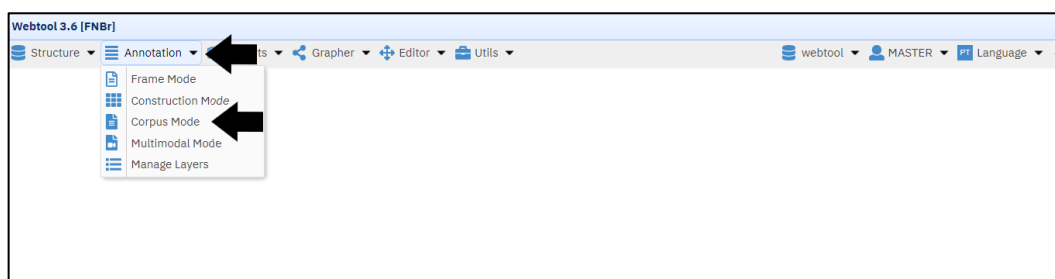 Webtool 3.6 [FNBr]
Structure Annotation ts Grapher Editor Utils webtool MASTER PT Language
Frame Mode
Construction Mode
Corpus Mode
Multimodal Mode
Manage Layers